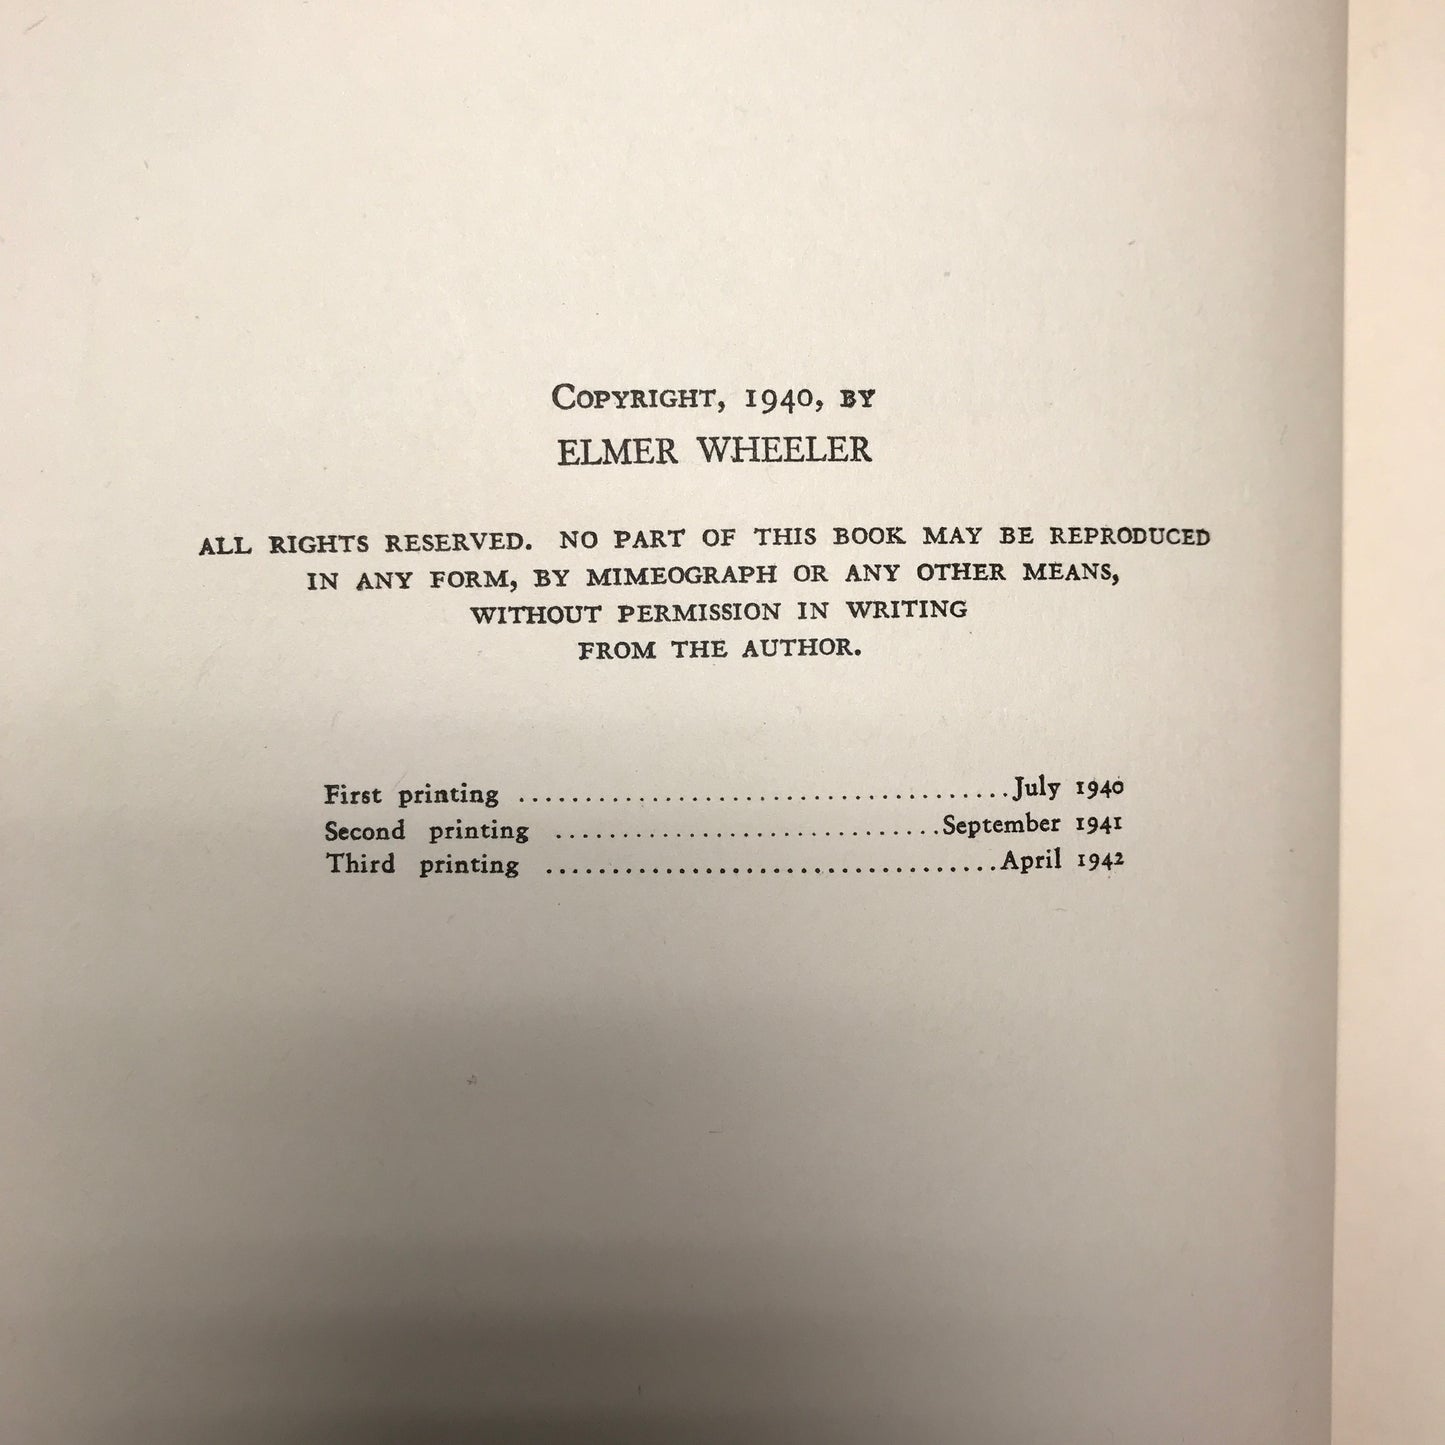 COPYRIGHT, 1940, BY
ELMER WHEELER
ALL RIGHTS RESERVED. NO PART OF THIS BOOK MAY BE REPRODUCED
IN ANY FORM, BY MIMEOGRAPH OR ANY OTHER MEANS,
WITHOUT PERMISSION IN WRITING
FROM THE AUTHOR.
First printing ......................................July 1940
Second printing ..............................September 1941
Third printing ...................................April 1942